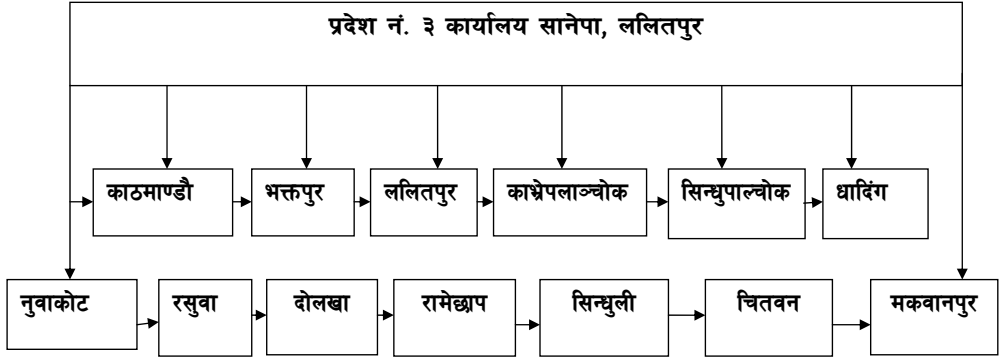 प्रदेश नं. ३ कार्यालय सानेपा, ललितपुर
काठमाण्डौ भक्तपुर ललितपुर काभ्रेपलाञ्चोक सिन्धुपाल्चोक धादिंग
नुवाकोट रसुवा दोलखा रामेछाप सिन्धुली चितवन मकवानपुर